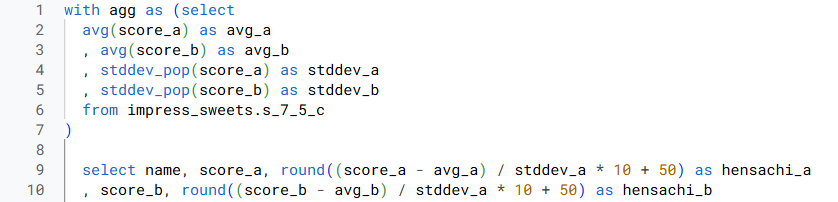 1 with agg as (select
2 avg(score_a) as avg_a
3 , avg(score_b) as avg_b
4 , stddev_pop(score_a) as stddev_a
5 , stddev_pop(score_b) as stddev_b
6 from impress_sweets.s_7_5_c
7 )
8
9 select name, score_a, round((score_a - avg_a) / stddev_a * 10 + 50) as hensachi_a
10 , score_b, round((score_b - avg_b) / stddev_a * 10 + 50) as hensachi_b